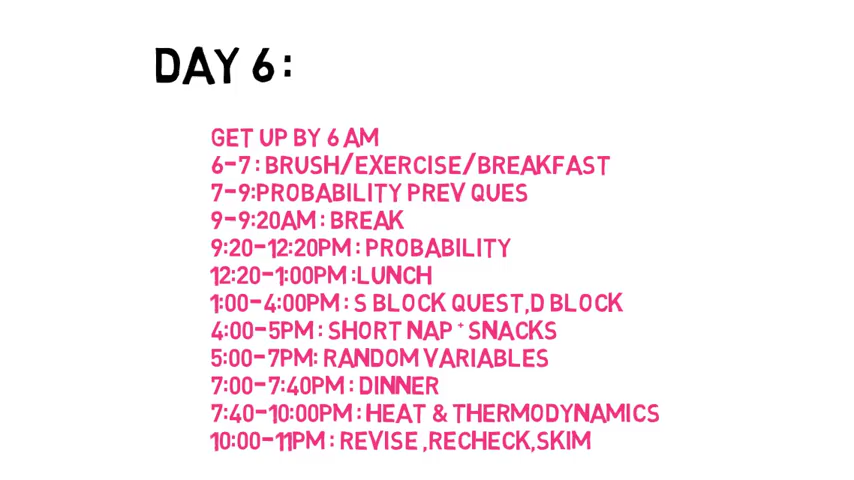 DAY 6:
GET UP BY 6 AM
6-7: BRUSH/EXERCISE/BREAKFAST
7-9:PROBABILITY PREV QUES
9-9:20AM: BREAK
9:20-12:20PM: PROBABILITY
12:20-1:00PM:LUNCH
1:00-4:00PM: S BLOCK QUEST,D BLOCK
4:00-5PM: SHORT NAP + SNACKS
5:00-7PM: RANDOM VARIABLES
7:00-7:40PM: DINNER
7:40-10:00PM: HEAT & THERMODYNAMICS
10:00-11PM: REVISE ,RECHECK,SKIM